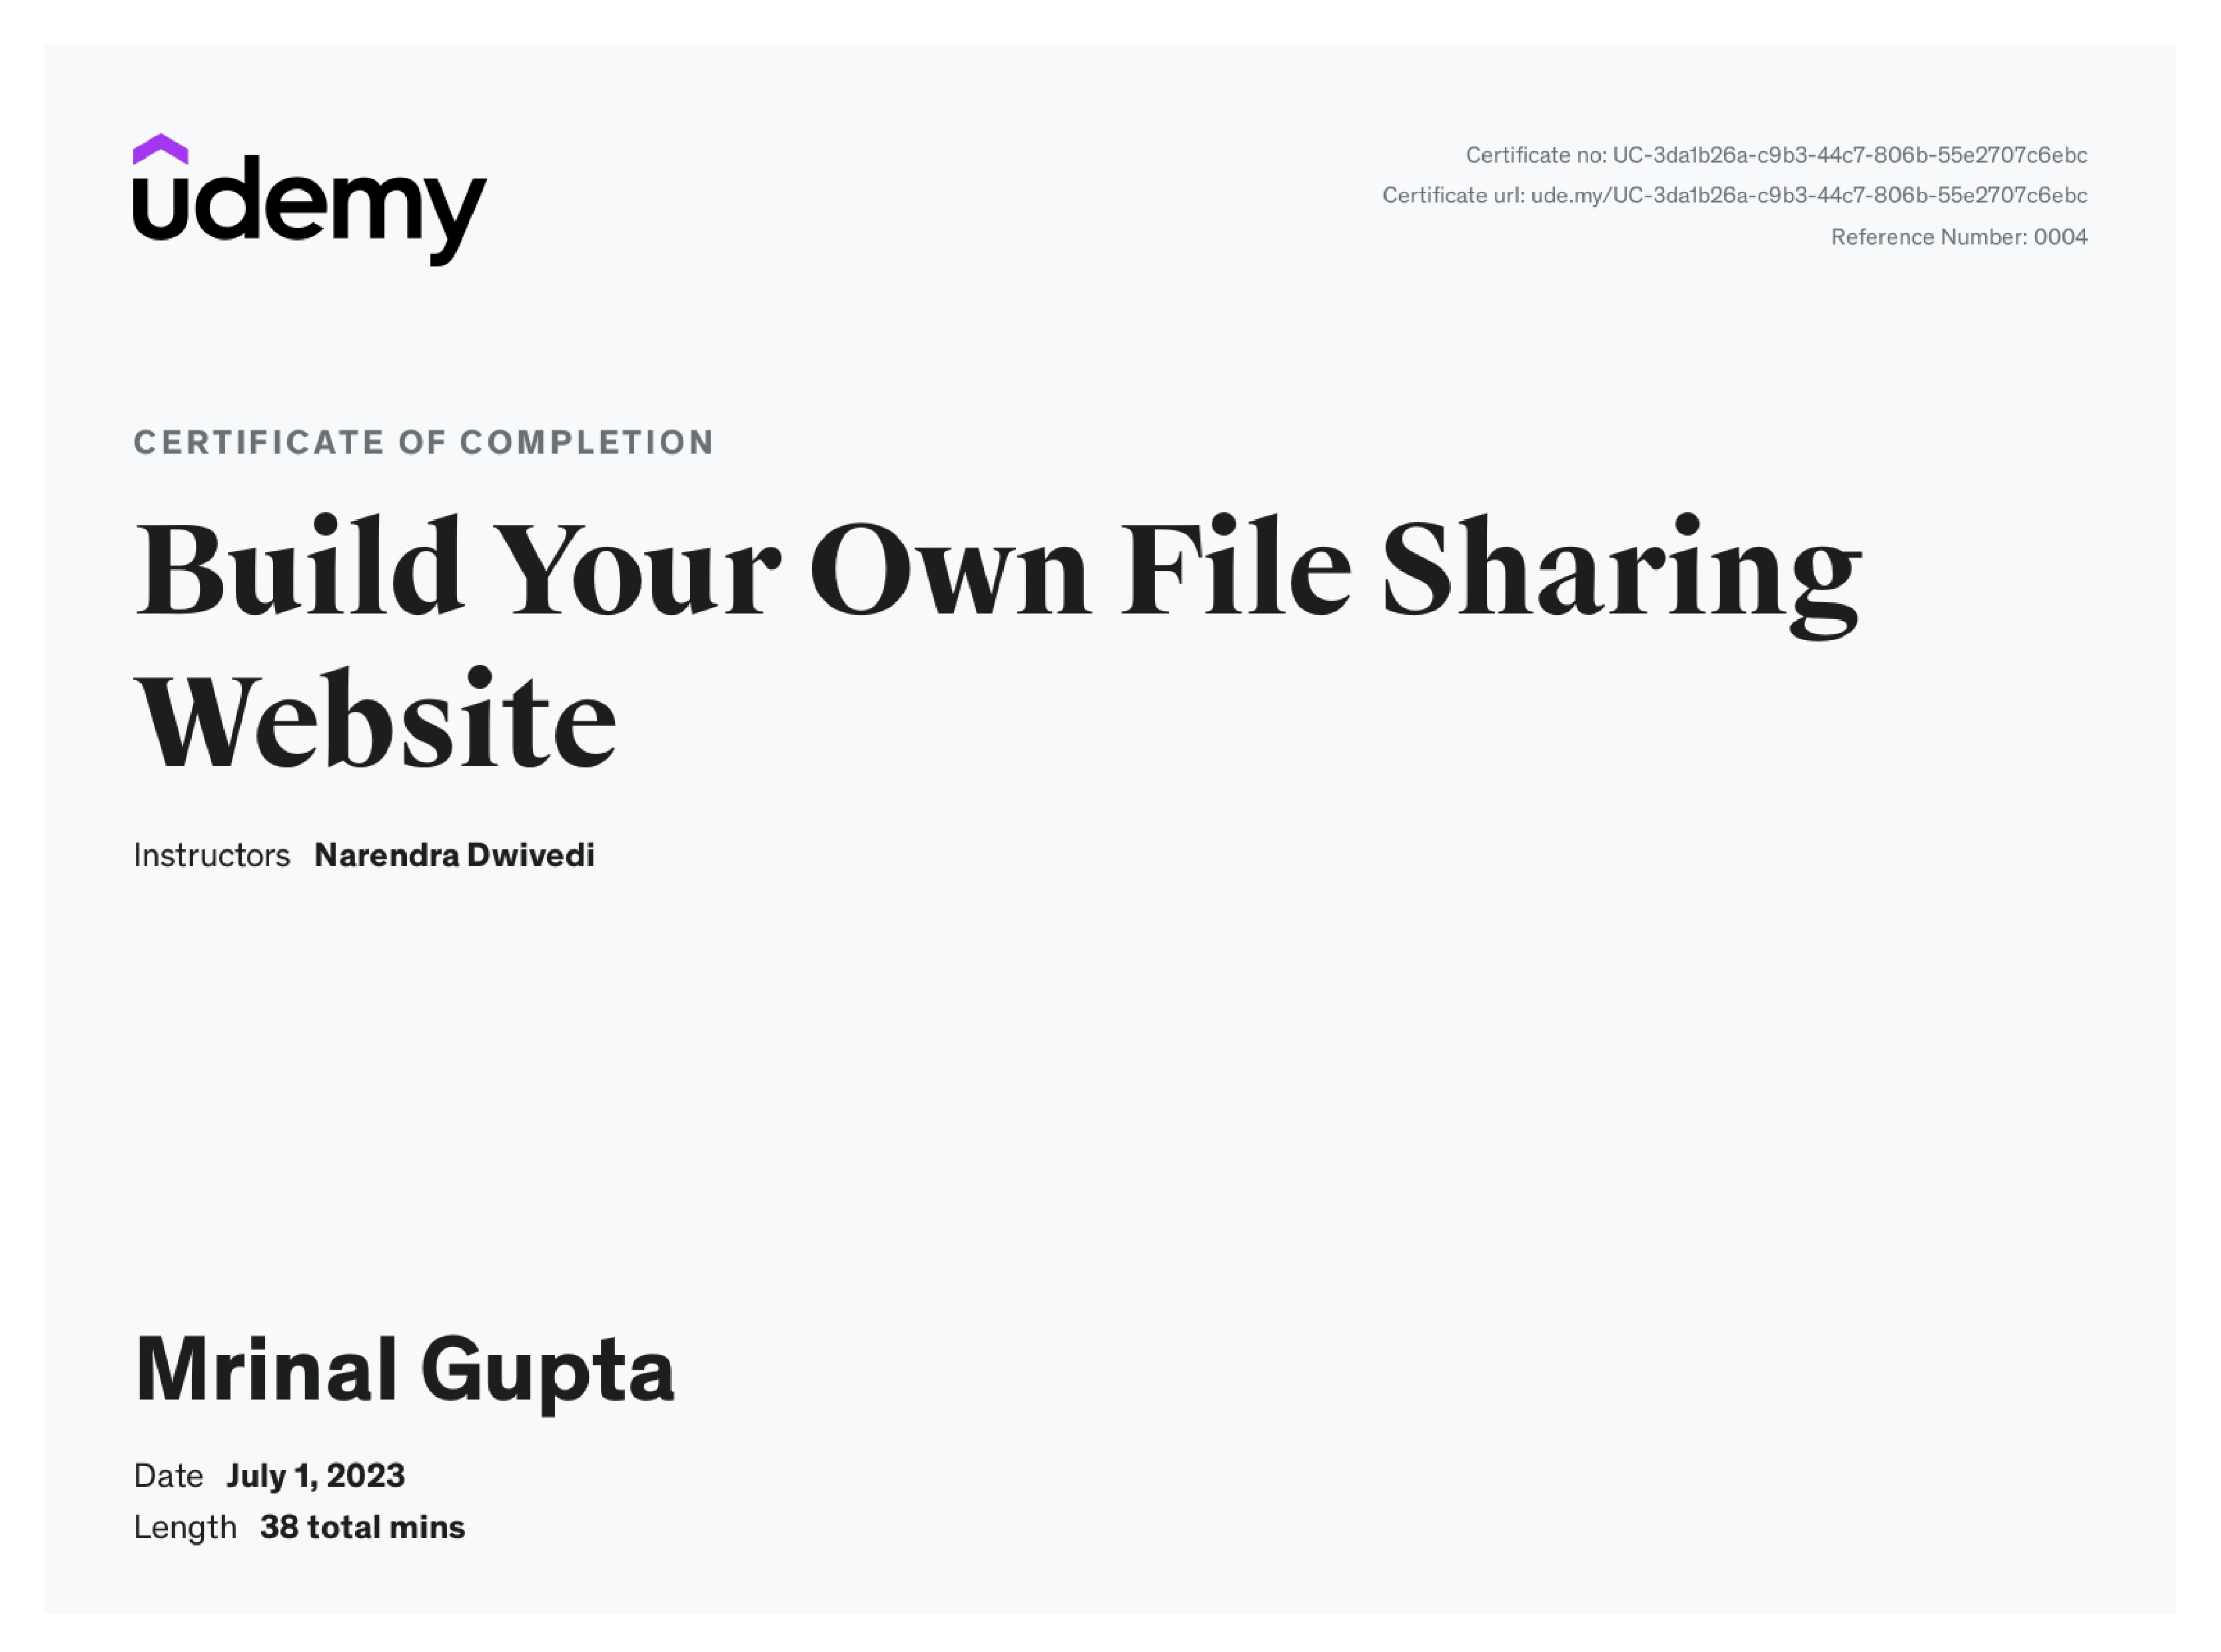 udemy
Certificate no: UC-3da1b26a-c9b3-44c7-806b-55e2707c6ebc
Certificate url: ude.my/UC-3da1b26a-c9b3-44c7-806b-55e2707c6ebc
Reference Number: 0004
CERTIFICATE OF COMPLETION
Build Your Own File Sharing
Website
Instructors Narendra Dwivedi
Mrinal Gupta
Date July 1, 2023
Length 38 total mins